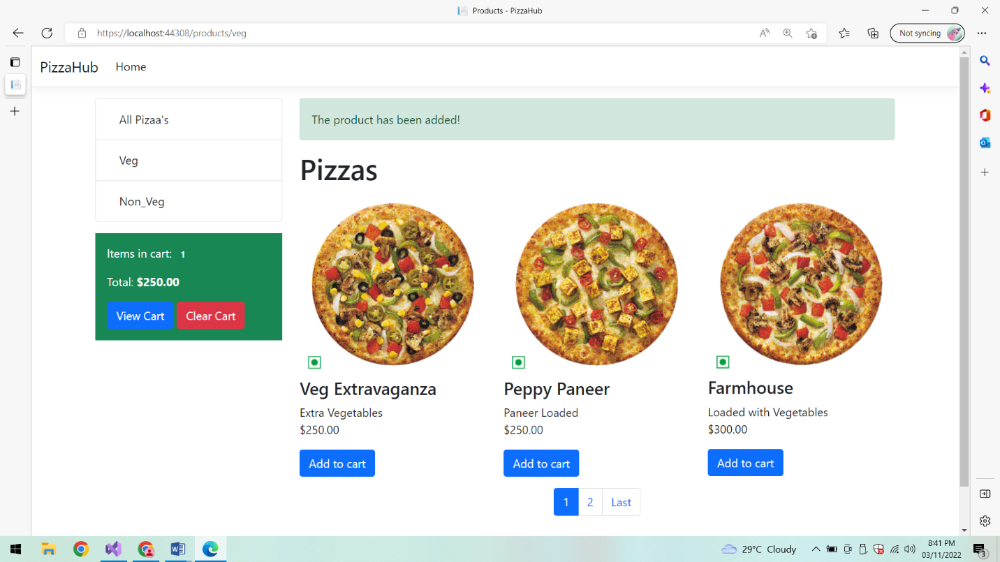 Products - PizzaHub
https://localhost:44308/products/veg
Not syncing
PizzaHub Home
All Pizaa's
Veg
Non_Veg
Items in cart: 1
Total: $250.00
View Cart Clear Cart
The product has been added!
Pizzas
Veg Extravaganza
Extra Vegetables
$250.00
Add to cart
Peppy Paneer
Paneer Loaded
$250.00
Add to cart
Farmhouse
Loaded with Vegetables
$300.00
Add to cart
1 2 Last
29°C Cloudy
8:41 PM
03/11/2022
3